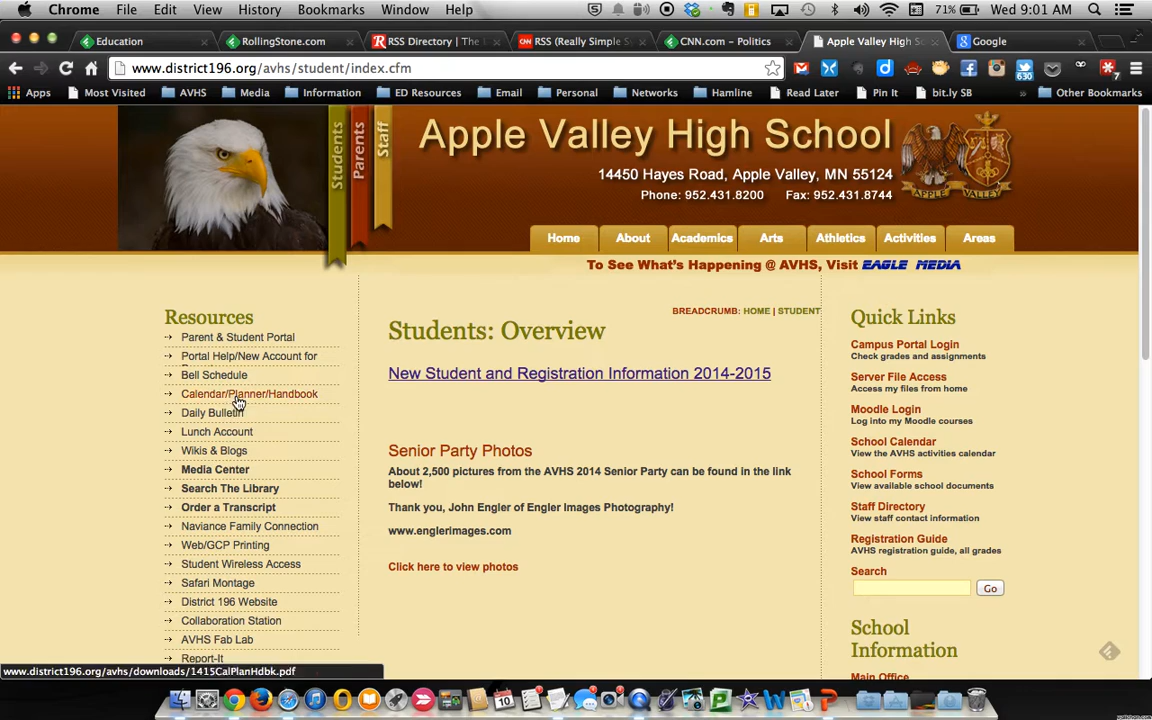 Chrome File Edit View History Bookmarks Window Help 71% Wed 9:01 AM
Education RollingStone.com RSS Directory | The RSS (Really Simple S CNN.com – Politics Apple Valley High Sc Google
www.district196.org/avhs/student/index.cfm 630 7
Apps Most Visited AVHS Media Information ED Resources Email Personal Networks Hamline Read Later Pin It bit.ly SB » Other Bookmarks
Students Parents Staff
Apple Valley High School
14450 Hayes Road, Apple Valley, MN 55124
Phone: 952.431.8200 Fax: 952.431.8744
Home About Academics Arts Athletics Activities Areas
To See What's Happening @ AVHS, Visit EAGLE MEDIA
Resources
Parent & Student Portal
Portal Help/New Account for
Bell Schedule
Calendar/Planner/Handbook
Daily Bulletin
Lunch Account
Wikis & Blogs
Media Center
Search The Library
Order a Transcript
Naviance Family Connection
Web/GCP Printing
Student Wireless Access
Safari Montage
District 196 Website
Collaboration Station
AVHS Fab Lab
Report-It
BREADCRUMB: HOME | STUDENT
Students: Overview
New Student and Registration Information 2014-2015
Senior Party Photos
About 2,500 pictures from the AVHS 2014 Senior Party can be found in the link
below!
Thank you, John Engler of Engler Images Photography!
www.englerimages.com
Click here to view photos
Quick Links
Campus Portal Login
Check grades and assignments
Server File Access
Access my files from home
Moodle Login
Log into my Moodle courses
School Calendar
View the AVHS activities calendar
School Forms
View available school documents
Staff Directory
View staff contact information
Registration Guide
AVHS registration guide, all grades
Search
Go
School
Information
Main Office
www.district196.org/avhs/downloads/1415CalPlanHdbk.pdf